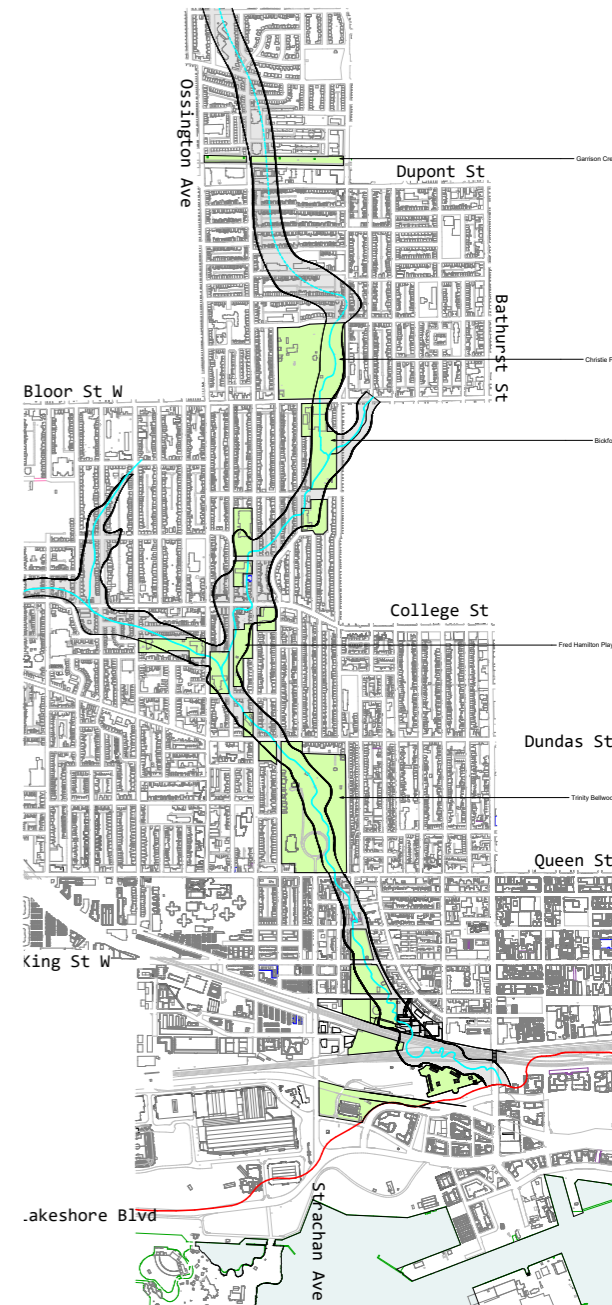 Ossington Ave
Garrison Cre
Dupont St
Bathurst St
Christie P
Bloor St W
Bickfo
College St
Fred Hamilton Play
Dundas St
Trinity Bellwoo
Queen St
King St W
Lakeshore Blvd
Strachan Ave